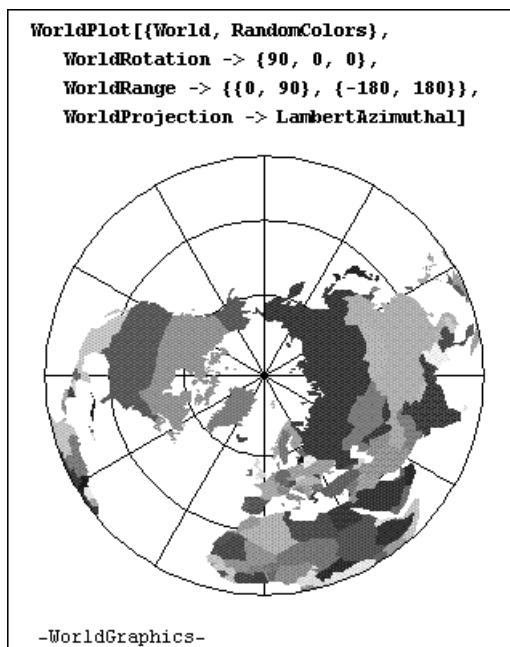 WorldPlot[{World, RandomColors},
WorldRotation -> {90, 0, 0},
WorldRange -> {{0, 90}, {-180, 180}},
WorldProjection -> LambertAzimuthal]
-WorldGraphics-